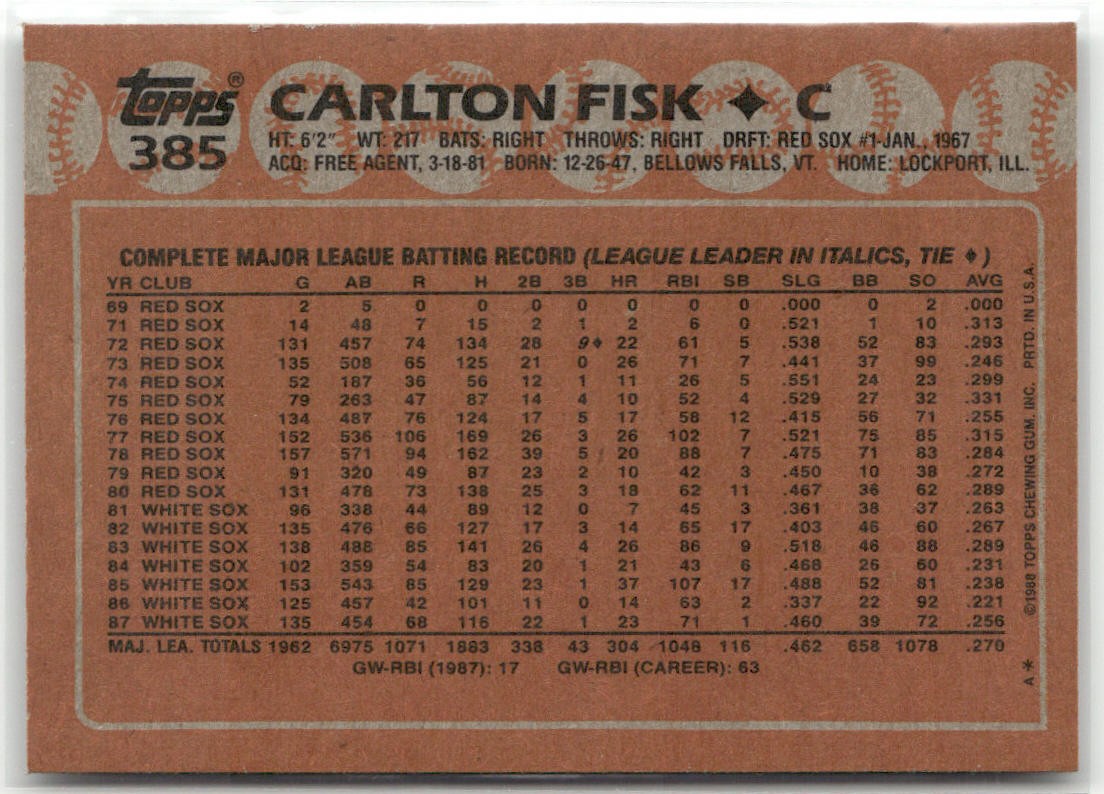 Topps®
385
CARLTON FISK ♦ C
HT: 6'2" WT: 217 BATS: RIGHT THROWS: RIGHT DRFT: RED SOX #1-JAN., 1967
ACQ: FREE AGENT, 3-18-81 BORN: 12-26-47, BELLOWS FALLS, VT. HOME: LOCKPORT, ILL.
COMPLETE MAJOR LEAGUE BATTING RECORD (LEAGUE LEADER IN ITALICS, TIE ♦)
YR CLUB G AB R H 2B 3B HR RBI SB SLG BB SO AVG
69 RED SOX 2 5 0 0 0 0 0 0 0 .000 0 2 .000
71 RED SOX 14 48 7 15 2 1 2 6 0 .521 1 10 .313
72 RED SOX 131 457 74 134 28 9♦ 22 61 5 .538 52 83 .293
73 RED SOX 135 508 65 125 21 0 26 71 7 .441 37 99 .246
74 RED SOX 52 187 36 56 12 1 11 26 5 .551 24 23 .299
75 RED SOX 79 263 47 87 14 4 10 52 4 .529 27 32 .331
76 RED SOX 134 487 76 124 17 5 17 58 12 .415 56 71 .255
77 RED SOX 152 536 106 169 26 3 26 102 7 .521 75 85 .315
78 RED SOX 157 571 94 162 39 5 20 88 7 .475 71 83 .284
79 RED SOX 91 320 49 87 23 2 10 42 3 .450 10 38 .272
80 RED SOX 131 478 73 138 25 3 18 62 11 .467 36 62 .289
81 WHITE SOX 96 338 44 89 12 0 7 45 3 .361 38 37 .263
82 WHITE SOX 135 476 66 127 17 3 14 65 17 .403 46 60 .267
83 WHITE SOX 138 488 85 141 26 4 26 86 9 .518 46 88 .289
84 WHITE SOX 102 359 54 83 20 1 21 43 6 .468 26 60 .231
85 WHITE SOX 153 543 85 129 23 1 37 107 17 .488 52 81 .238
86 WHITE SOX 125 457 42 101 11 0 14 63 2 .337 22 92 .221
87 WHITE SOX 135 454 68 116 22 1 23 71 1 .460 39 72 .256
MAJ. LEA. TOTALS 1962 6975 1071 1883 338 43 304 1048 116 .462 658 1078 .270
GW-RBI (1987): 17 GW-RBI (CAREER): 63
©1988 TOPPS CHEWING GUM, INC. PRTD. IN U.S.A.
A *